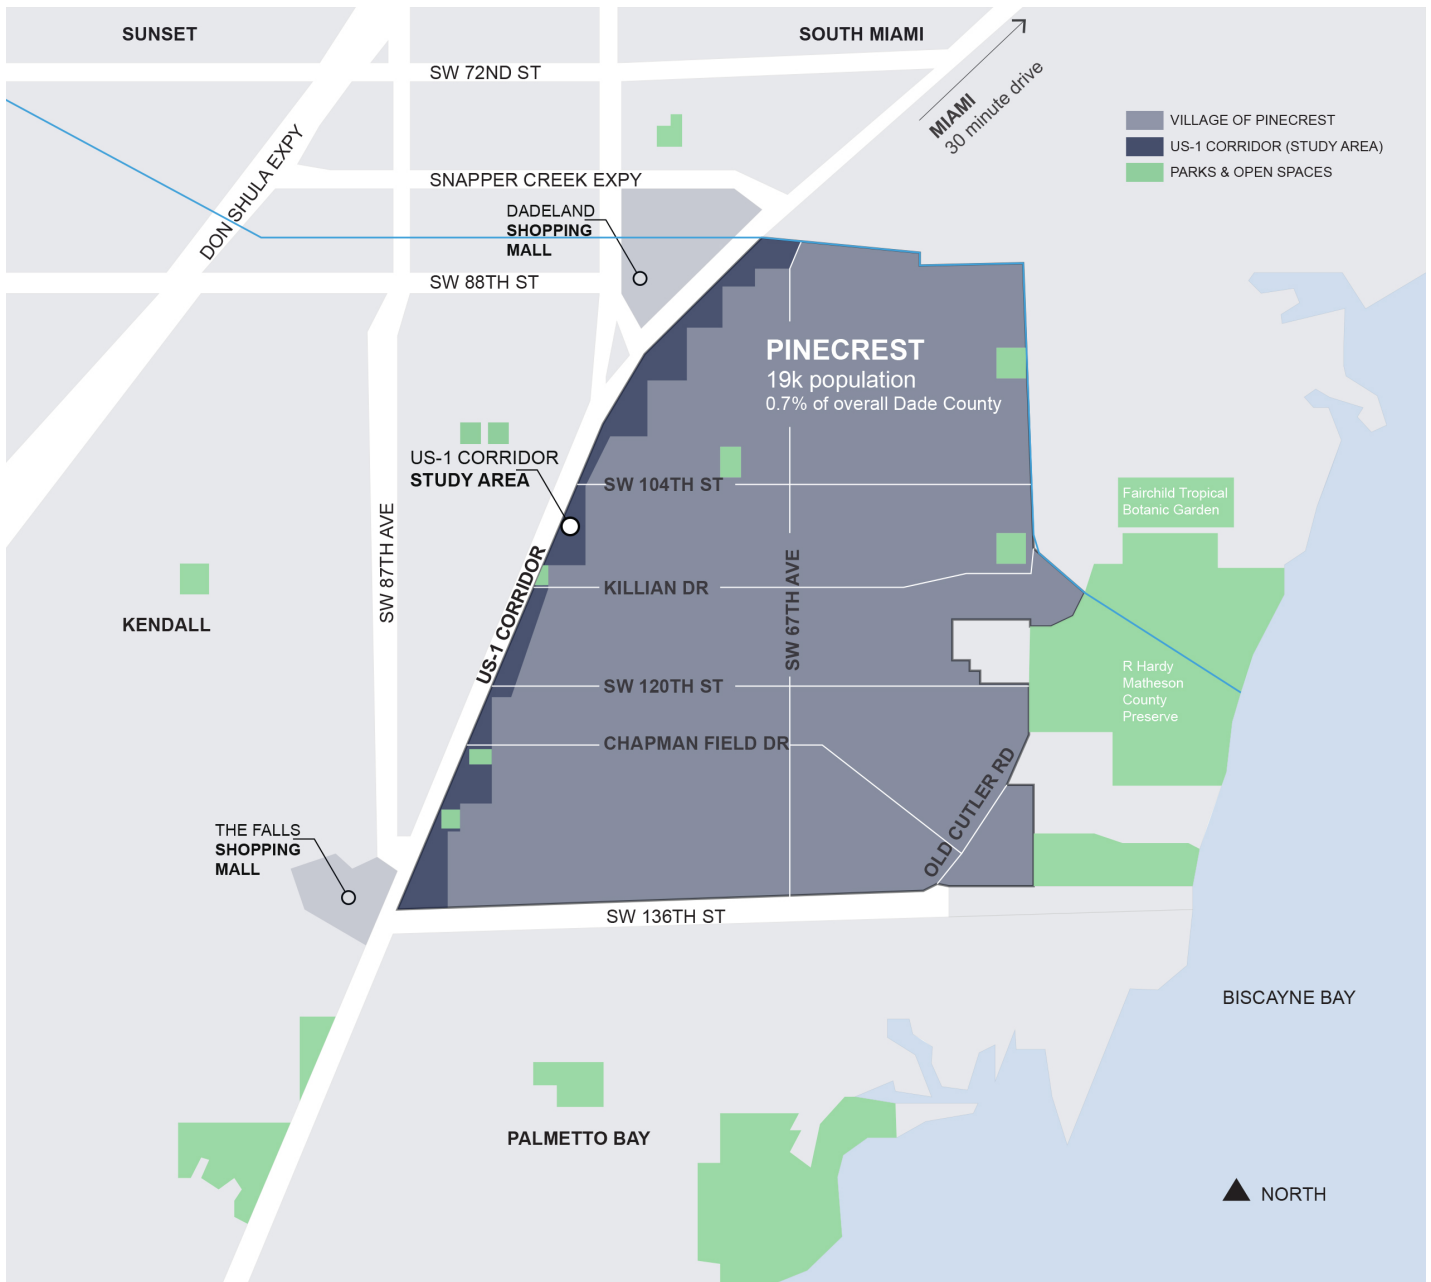 SUNSET
SOUTH MIAMI
SW 72ND ST
MIAMI
30 minute drive
VILLAGE OF PINECREST
US-1 CORRIDOR (STUDY AREA)
PARKS & OPEN SPACES
DON SHULA EXPY
SNAPPER CREEK EXPY
DADELAND
SHOPPING
MALL
SW 88TH ST
PINECREST
19k population
0.7% of overall Dade County
US-1 CORRIDOR
STUDY AREA
SW 104TH ST
Fairchild Tropical
Botanic Garden
SW 87TH AVE
US-1 CORRIDOR
KILLIAN DR
SW 67TH AVE
KENDALL
R Hardy
Matheson
County
Preserve
SW 120TH ST
CHAPMAN FIELD DR
OLD CUTLER RD
THE FALLS
SHOPPING
MALL
SW 136TH ST
BISCAYNE BAY
PALMETTO BAY
NORTH